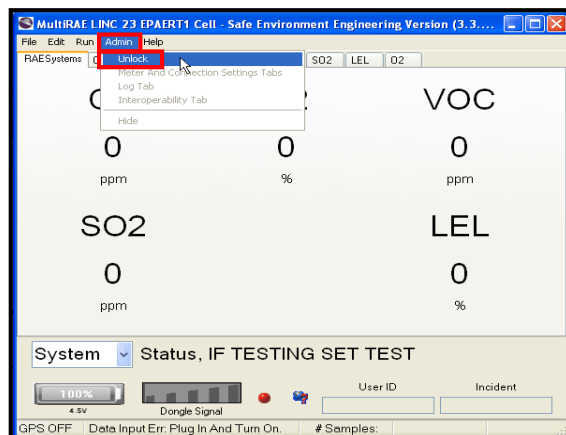 MultiRAE LINC 23 EPAERT1 Cell - Safe Environment Engineering Version (3.3....
File Edit Run Admin Help
RAESystems SO2 LEL O2
Unlock
Meter And Connection Settings Tabs
Log Tab
Interoperability Tab
Hide
VOC
0 0 0
ppm % ppm
SO2 LEL
0 0
ppm %
System Status, IF TESTING SET TEST
User ID Incident
100%
4.5V Dongle Signal
GPS OFF Data Input Err: Plug In And Turn On. # Samples: